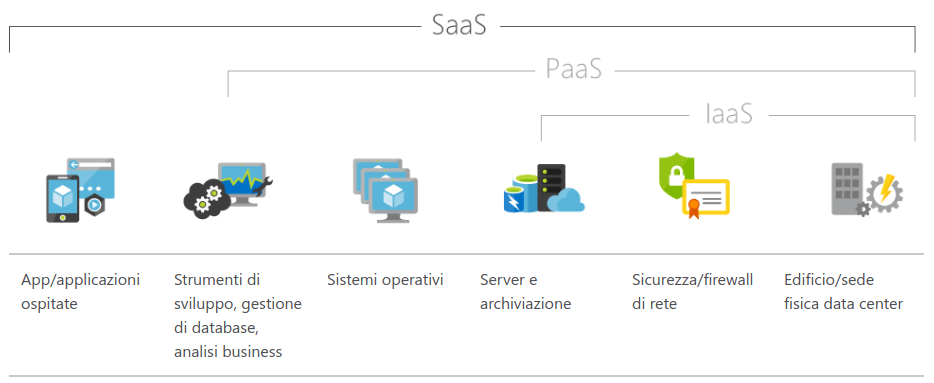 SaaS
PaaS
IaaS
App/applicazioni
ospitate
Strumenti di
sviluppo, gestione
di database,
analisi business
Sistemi operativi
Server e
archiviazione
Sicurezza/firewall
di rete
Edificio/sede
fisica data center